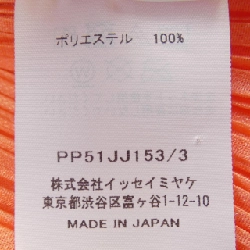 ポリエステル 100%
PP51JJ153/3
株式会社イッセイミヤケ
東京都渋谷区富ヶ谷1-12-10
MADE IN JAPAN